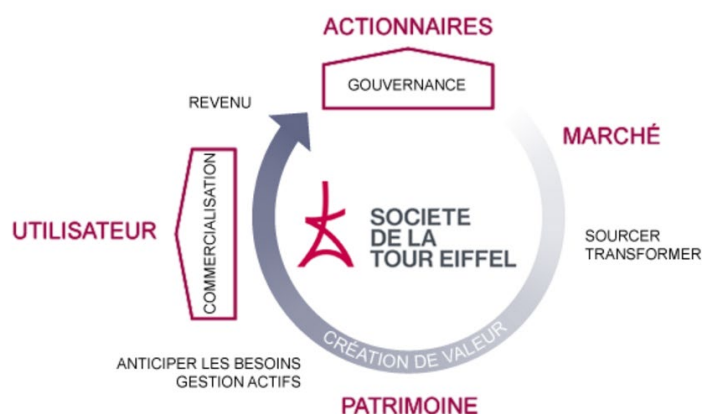 ACTIONNAIRES
GOUVERNANCE
REVENU
MARCHÉ
COMMERCIALISATION
UTILISATEUR
SOCIETE
DE LA
TOUR EIFFEL
SOURCER
TRANSFORMER
CRÉATION DE VALEUR
ANTICIPER LES BESOINS
GESTION ACTIFS
PATRIMOINE